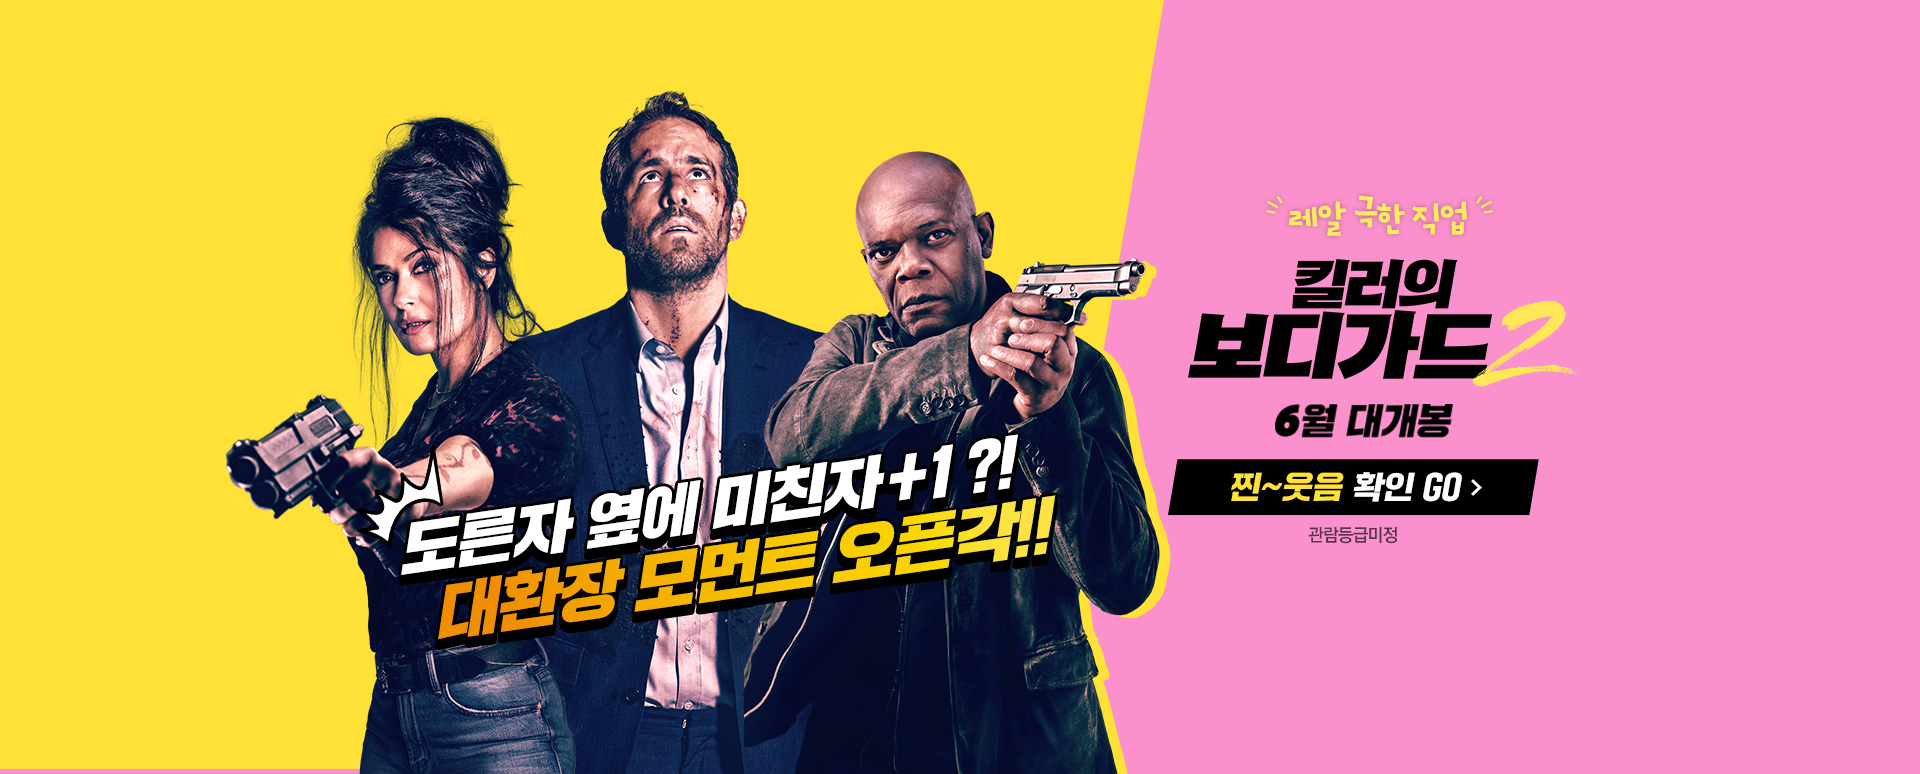 도른자 옆에 미친자+1?!
대환장 모먼트 오픈각!!
레알 극한 직업
킬러의
보디가드2
6월 대개봉
찐~웃음 확인 GO >
관람등급미정